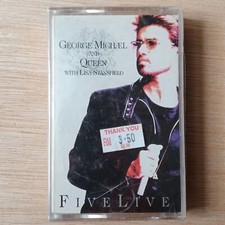 GEORGE MICHAEL
AND
QUEEN
WITH LISA STANSFIELD
THANK YOU
3-50
FIVE LIVE